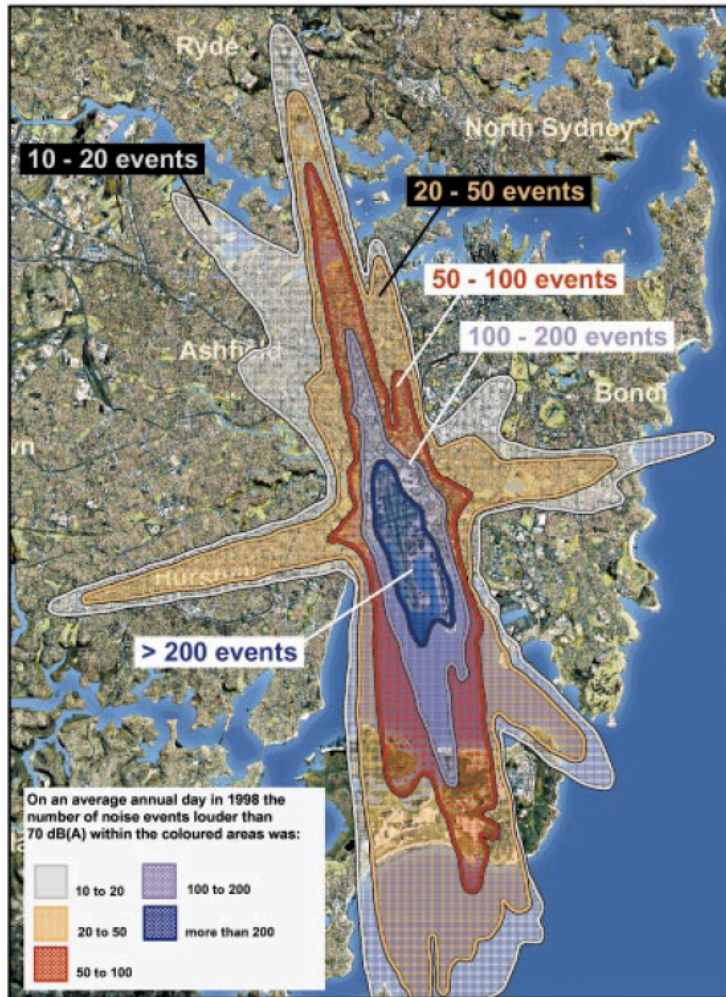 Ryde
North Sydney
10 - 20 events
20 - 50 events
50 - 100 events
100 - 200 events
Ashfield
Bondi
wn
> 200 events
On an average annual day in 1998 the
number of noise events louder than
70 dB(A) within the coloured areas was:
10 to 20
100 to 200
20 to 50
more than 200
50 to 100